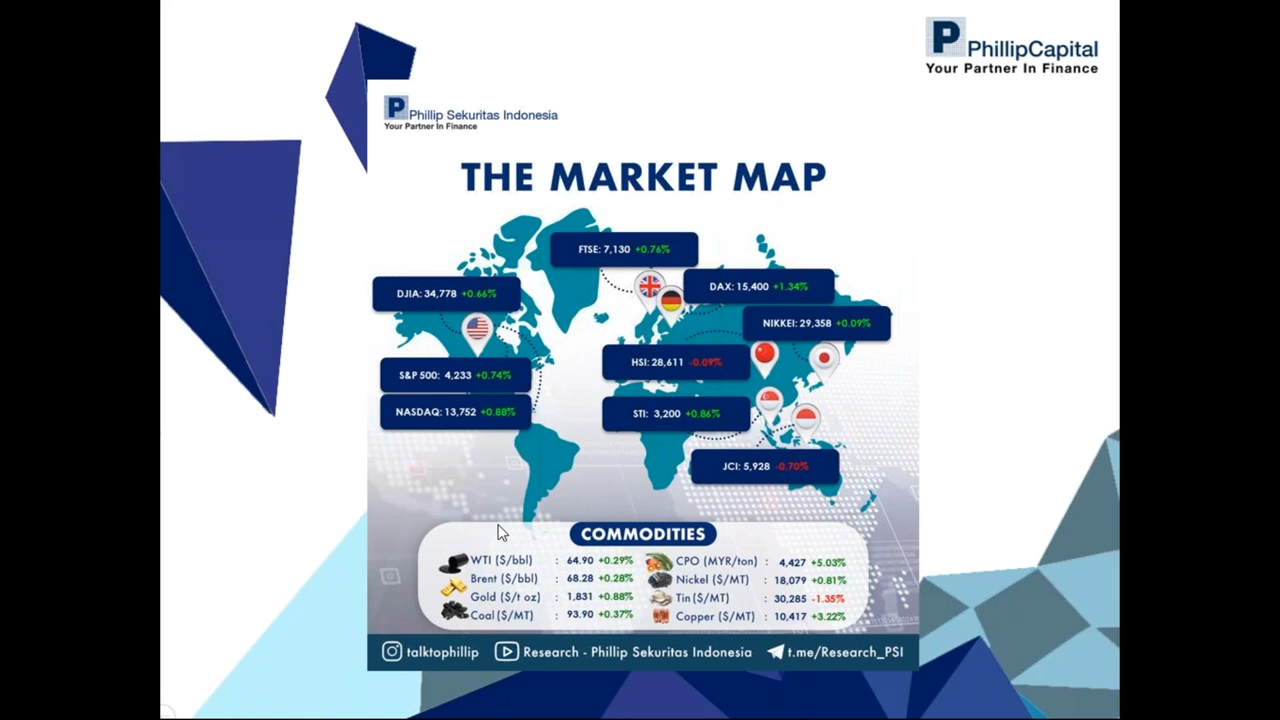 PhillipCapital
Your Partner In Finance
Phillip Sekuritas Indonesia
Your Partner In Finance
THE MARKET MAP
FTSE: 7,130 +0.76%
DJIA: 34,778 +0.66%
DAX: 15,400 +1.34%
NIKKEI: 29,358 +0.09%
HSI: 28,611 -0.09%
S&P 500: 4,233 +0.74%
NASDAQ: 13,752 +0.88%
STI: 3,200 +0.86%
JCI: 5,928 -0.70%
COMMODITIES
WTI ($/bbl) : 64.90 +0.29%
Brent ($/bbl) : 68.28 +0.28%
Gold ($/t oz) : 1,831 +0.88%
Coal ($/MT) : 93.90 +0.37%
CPO (MYR/ton) : 4,427 +5.03%
Nickel ($/MT) : 18,079 +0.81%
Tin ($/MT) : 30,285 -1.35%
Copper ($/MT) : 10,417 +3.22%
talktophillip
Research - Phillip Sekuritas Indonesia
t.me/Research_PSI